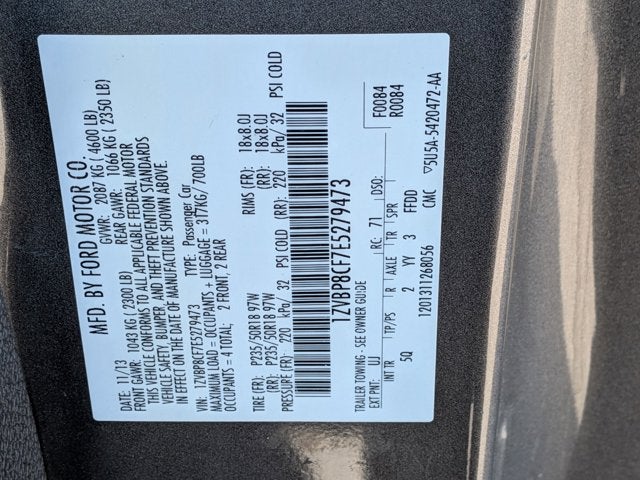 MFD. BY FORD MOTOR CO.
DATE: 11/13 GVWR: 2087 KG ( 4600 LB)
FRONT GAWR: 1043 KG ( 2300 LB) REAR GAWR: 1066 KG ( 2350 LB)
THIS VEHICLE CONFORMS TO ALL APPLICABLE FEDERAL MOTOR
VEHICLE SAFETY, BUMPER, AND THEFT PREVENTION STANDARDS
IN EFFECT ON THE DATE OF MANUFACTURE SHOWN ABOVE.
VIN: 1ZVBP8CF7E5279473 TYPE: Passenger Car
MAXIMUM LOAD = OCCUPANTS + LUGGAGE = 317KG/ 700LB
OCCUPANTS = 4 TOTAL; 2 FRONT, 2 REAR
TIRE (FR): P235/50R18 97W RIMS (FR): 18x8.0J
(RR): P235/50R18 97W (RR): 18x8.0J
PRESSURE (FR): 220 kPa/ 32 PSI COLD (RR): 220 kPa/ 32 PSI COLD
1ZVBP8CF7E5279473
TRAILER TOWING - SEE OWNER GUIDE F0084
R0084
EXT PNT: UJ RC: 71 DSO:
INT TR TP/PS R AXLE TR SPR
5Q 2 YY 3 FFDD
1201311268056 CMC ▽5U5A-5420472-AA